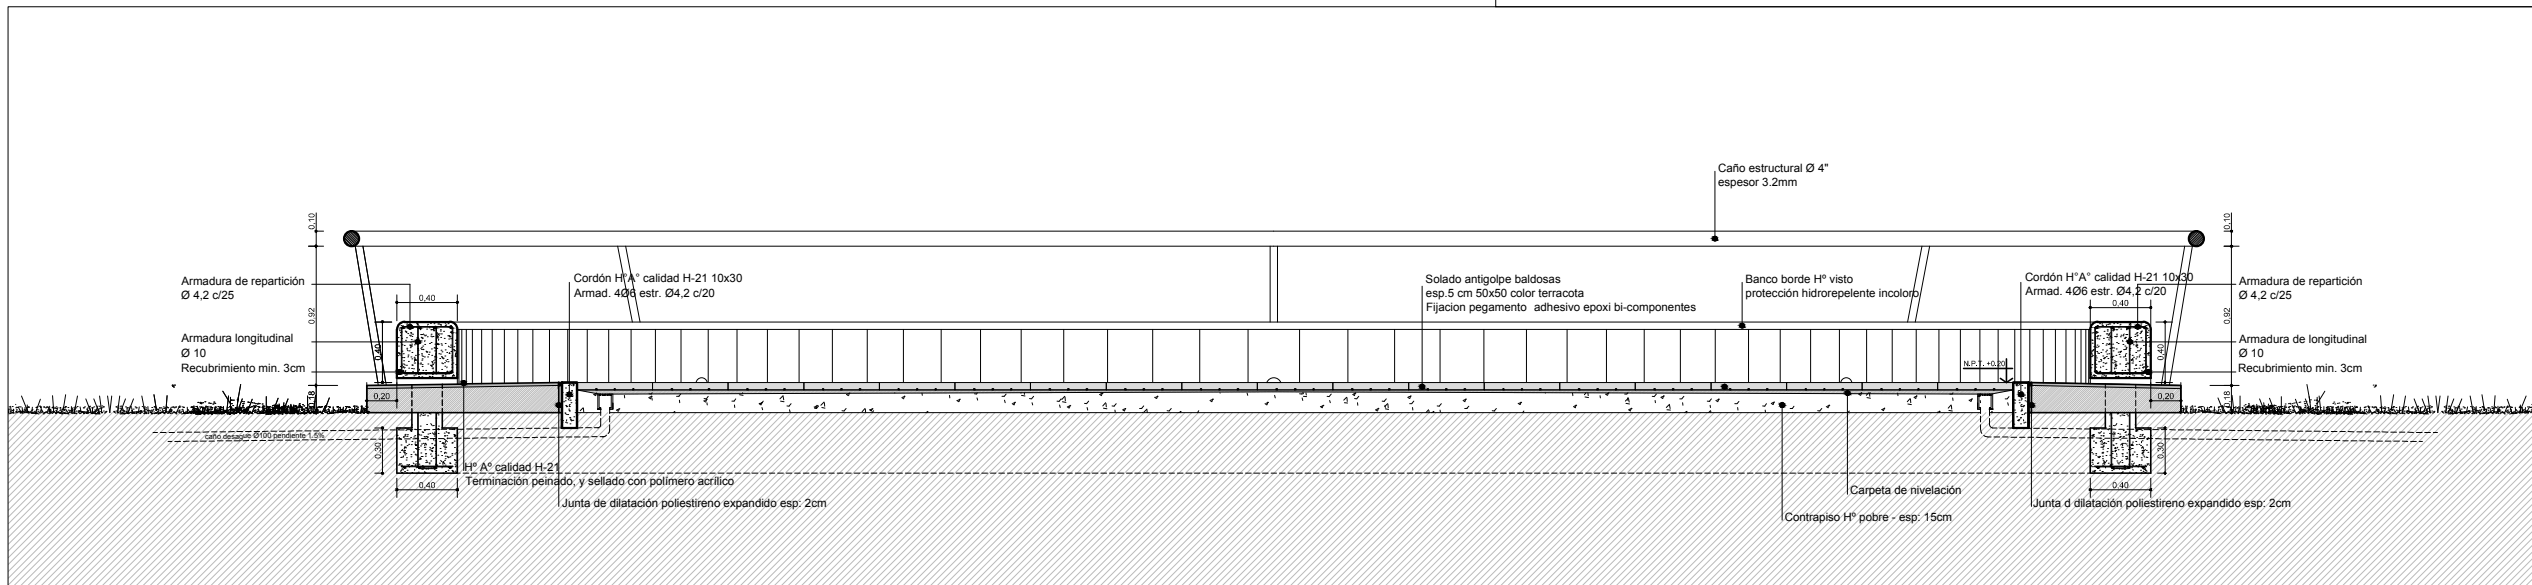 Caño estructural Ø 4"
espesor 3.2mm
0,10
0,10
Armadura de repartición
Ø 4,2 c/25
Cordón H°A° calidad H-21 10x30
Armad. 4Ø6 estr. Ø4,2 c/20
Solado antigolpe baldosas
esp.5 cm 50x50 color terracota
Fijacion pegamento adhesivo epoxi bi-componentes
Banco borde Hº visto
protección hidrorepelente incoloro
Cordón H°A° calidad H-21 10x30
Armad. 4Ø6 estr. Ø4,2 c/20
Armadura de repartición
Ø 4,2 c/25
0,40
0,40
0,92
0,92
Armadura longitudinal
Ø 10
Recubrimiento min. 3cm
0,40
0,40
Armadura de longitudinal
Ø 10
Recubrimiento min. 3cm
N.P.T. +0.20
0,20
0,18
0,20
0,18
caño desague Ø100 pendiente 1.5%
0,30
0,30
Hº Aº calidad H-21
Terminación peinado, y sellado con polímero acrílico
0,40
0,40
Carpeta de nivelación
Junta de dilatación poliestireno expandido esp: 2cm
Junta d dilatación poliestireno expandido esp: 2cm
Contrapiso Hº pobre - esp: 15cm